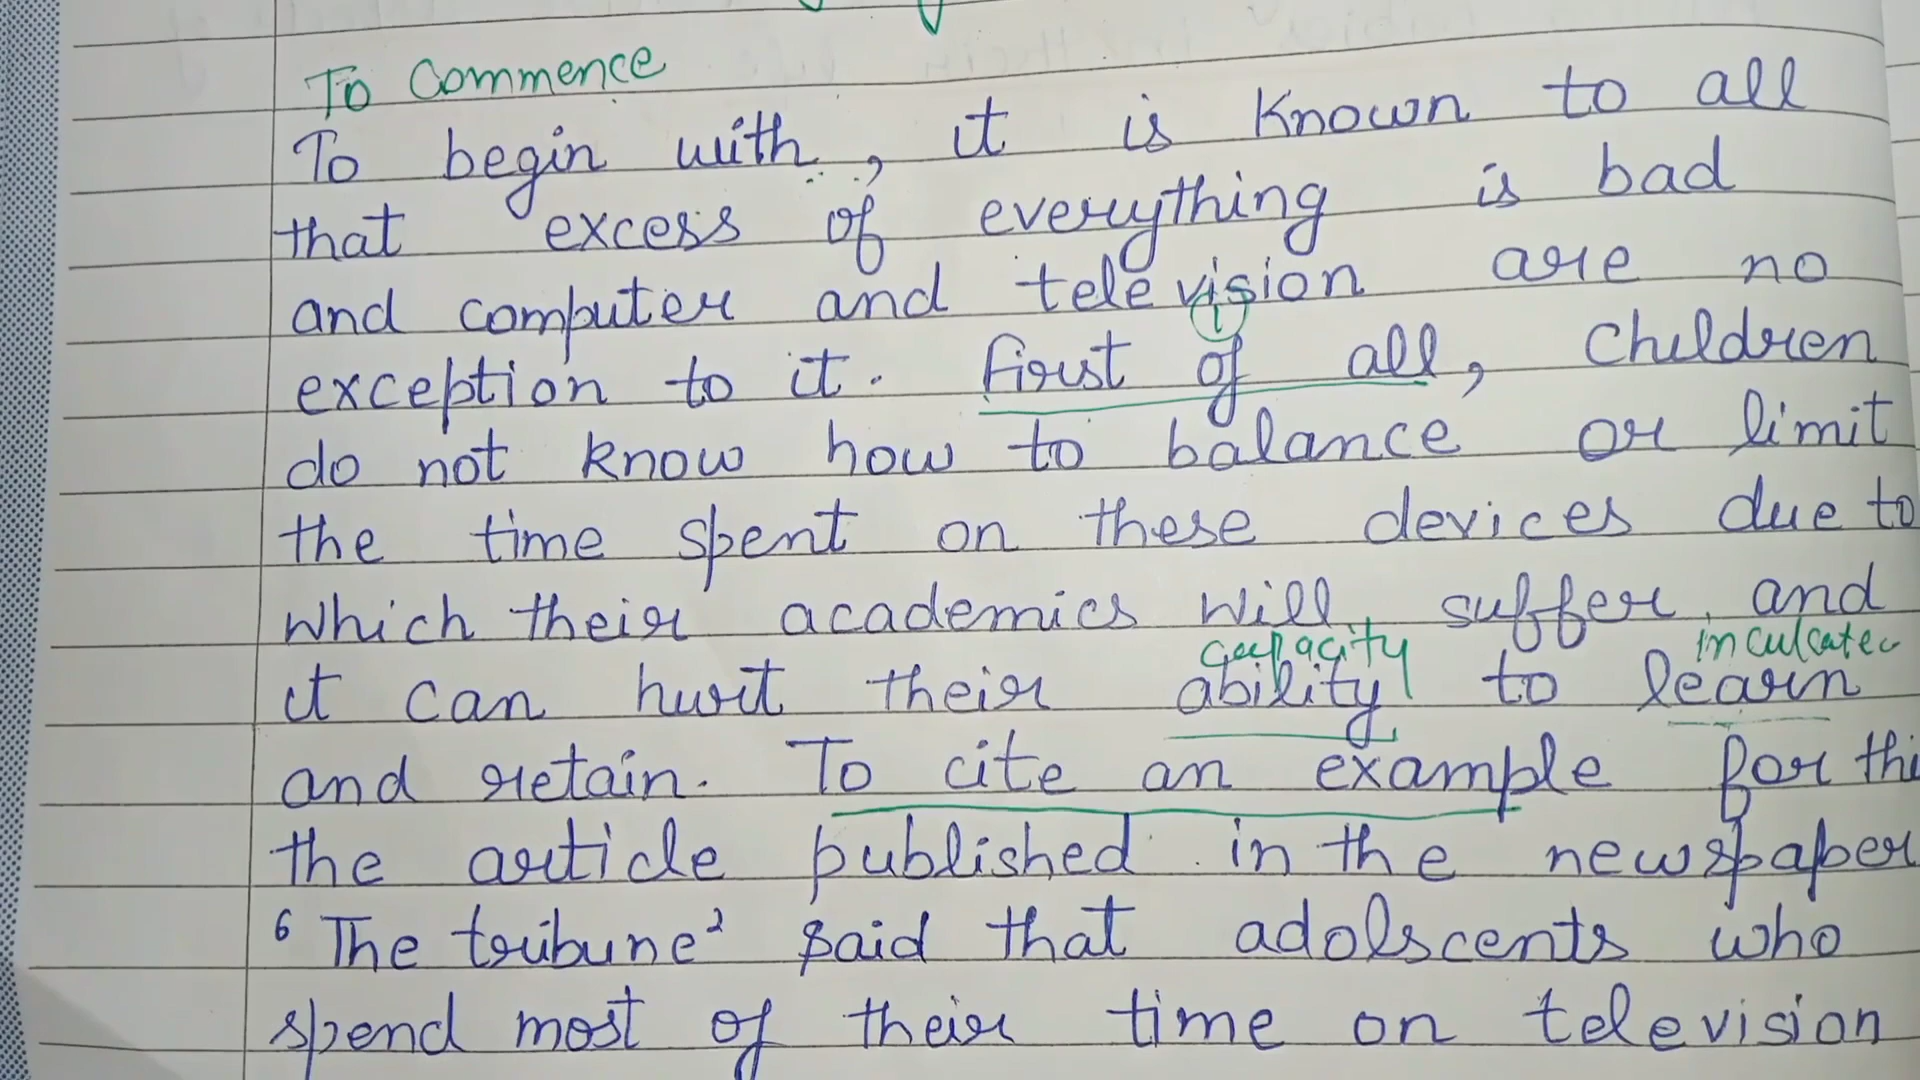 To Commence
To begin with, it is known to all
that excess of everything is bad
and computer and television are no
exception to it. first of all, children
1
do not know how to balance or limit
the time spent on these devices due to
which their academics will suffer and
capacity inculcate
it can hurt their ability to learn
and retain. To cite an example for thi
the article published in the newspaper
‘The tribune’ said that adolscents who
spend most of their time on television